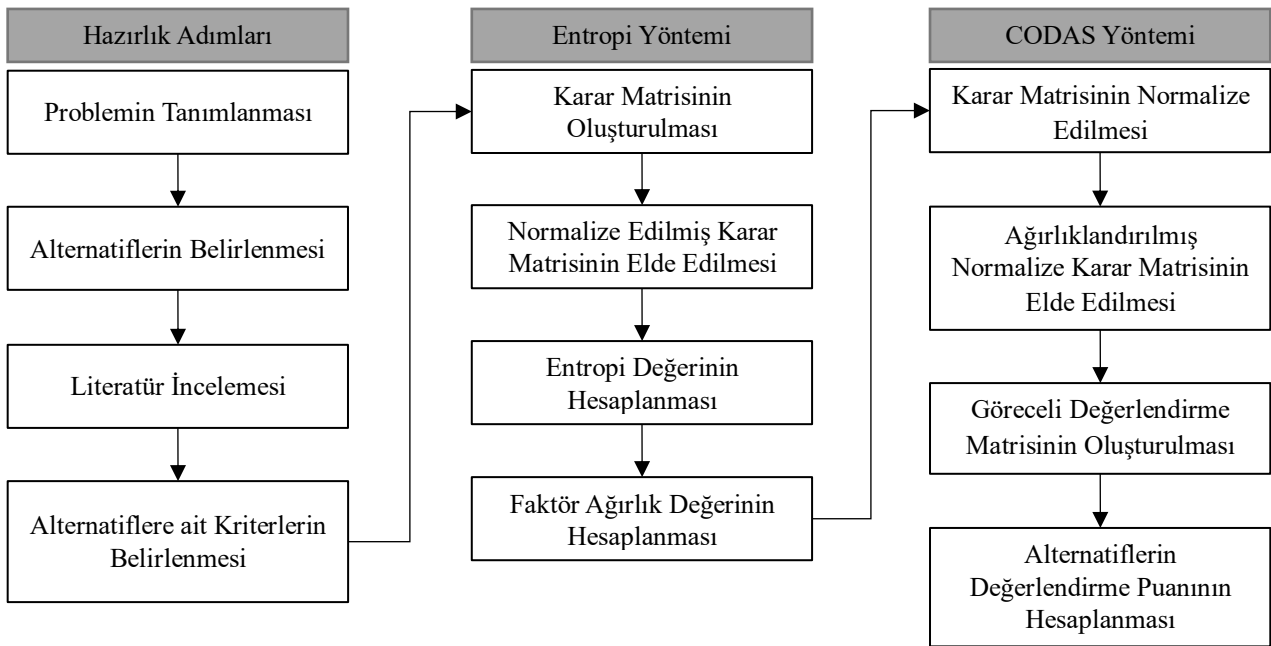 Hazırlık Adımları
Problemin Tanımlanması
Alternatiflerin Belirlenmesi
Literatür İncelemesi
Alternatiflere ait Kriterlerin
Belirlenmesi
Entropi Yöntemi
Karar Matrisinin
Oluşturulması
Normalize Edilmiş Karar
Matrisinin Elde Edilmesi
Entropi Değerinin
Hesaplanması
Faktör Ağırlık Değerinin
Hesaplanması
CODAS Yöntemi
Karar Matrisinin Normalize
Edilmesi
Ağırlıklandırılmış
Normalize Karar Matrisinin
Elde Edilmesi
Göreceli Değerlendirme
Matrisinin Oluşturulması
Alternatiflerin
Değerlendirme Puanının
Hesaplanması